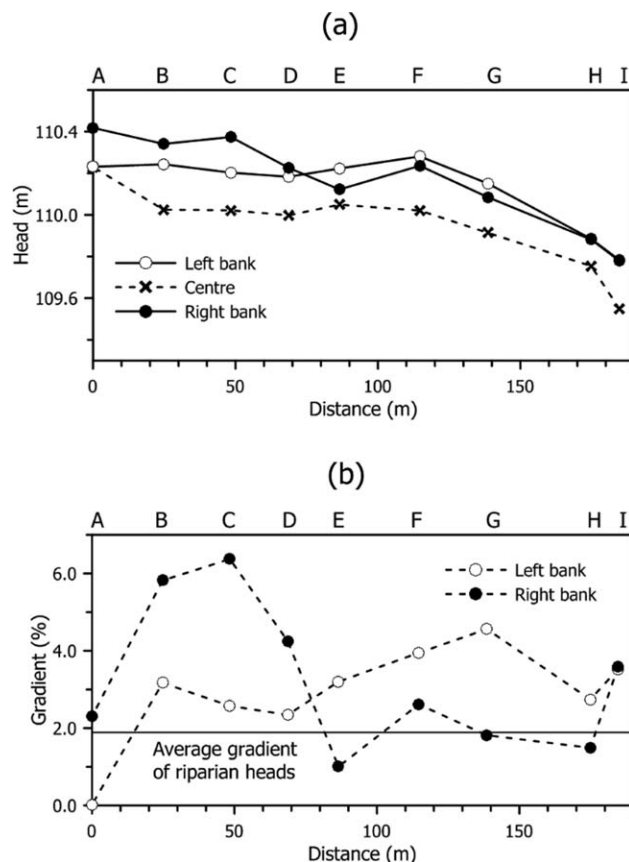 (a)
A B C D E F G H I
110.4
110.0
109.6
Head (m)
Left bank
Centre
Right bank
0 50 100 150
Distance (m)
(b)
A B C D E F G H I
6.0
4.0
2.0
0.0
Gradient (%)
Left bank
Right bank
Average gradient
of riparian heads
0 50 100 150
Distance (m)